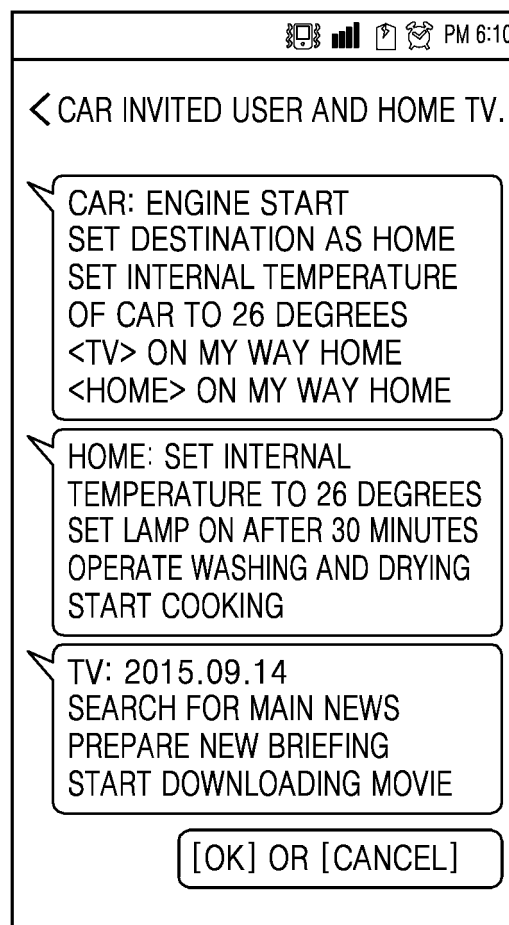 PM 6:10
CAR INVITED USER AND HOME TV.
CAR: ENGINE START
SET DESTINATION AS HOME
SET INTERNAL TEMPERATURE
OF CAR TO 26 DEGREES
<TV> ON MY WAY HOME
<HOME> ON MY WAY HOME
HOME: SET INTERNAL
TEMPERATURE TO 26 DEGREES
SET LAMP ON AFTER 30 MINUTES
OPERATE WASHING AND DRYING
START COOKING
TV: 2015.09.14
SEARCH FOR MAIN NEWS
PREPARE NEW BRIEFING
START DOWNLOADING MOVIE
[OK] OR [CANCEL]